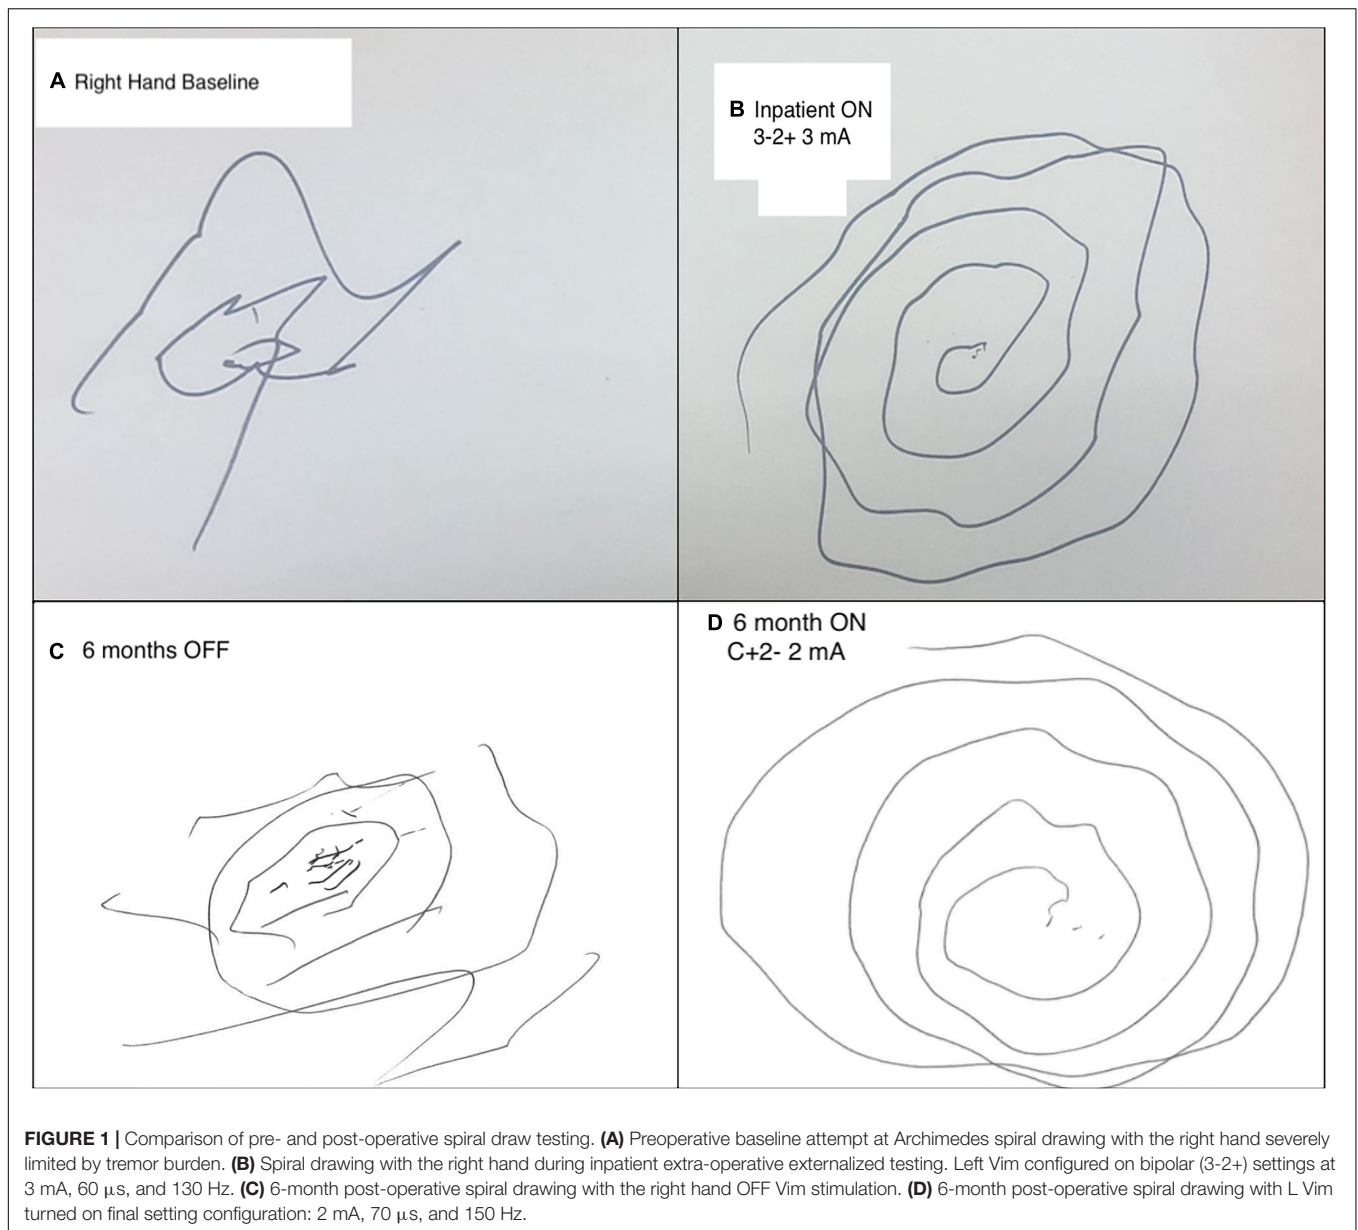 A Right Hand Baseline
B Inpatient ON
3-2+ 3 mA
C 6 months OFF
D 6 month ON
C+2- 2 mA
FIGURE 1 | Comparison of pre- and post-operative spiral draw testing. (A) Preoperative baseline attempt at Archimedes spiral drawing with the right hand severely
limited by tremor burden. (B) Spiral drawing with the right hand during inpatient extra-operative externalized testing. Left Vim configured on bipolar (3-2+) settings at
3 mA, 60 μs, and 130 Hz. (C) 6-month post-operative spiral drawing with the right hand OFF Vim stimulation. (D) 6-month post-operative spiral drawing with L Vim
turned on final setting configuration: 2 mA, 70 μs, and 150 Hz.